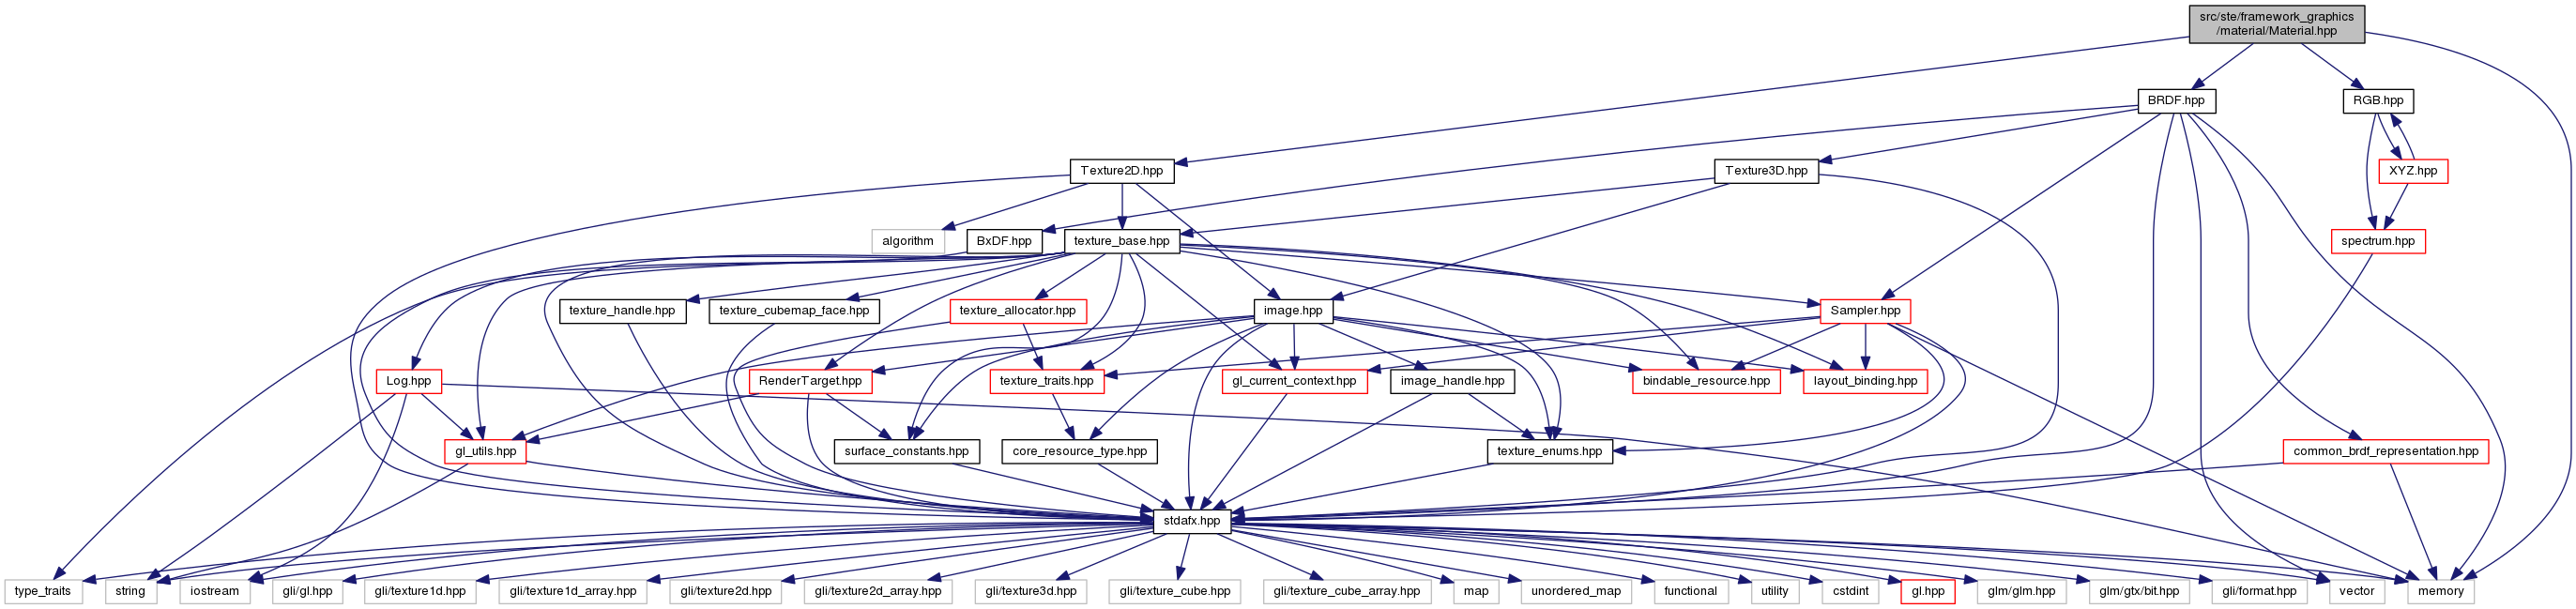 src/ste/framework_graphics
/material/Material.hpp
BRDF.hpp
RGB.hpp
Texture2D.hpp
Texture3D.hpp
XYZ.hpp
algorithm
BxDF.hpp
texture_base.hpp
spectrum.hpp
texture_handle.hpp
texture_cubemap_face.hpp
texture_allocator.hpp
image.hpp
Sampler.hpp
Log.hpp
RenderTarget.hpp
texture_traits.hpp
gl_current_context.hpp
image_handle.hpp
bindable_resource.hpp
layout_binding.hpp
gl_utils.hpp
surface_constants.hpp
core_resource_type.hpp
texture_enums.hpp
common_brdf_representation.hpp
stdafx.hpp
type_traits
string
iostream
gli/gl.hpp
gli/texture1d.hpp
gli/texture1d_array.hpp
gli/texture2d.hpp
gli/texture2d_array.hpp
gli/texture3d.hpp
gli/texture_cube.hpp
gli/texture_cube_array.hpp
map
unordered_map
functional
utility
cstdint
gl.hpp
glm/glm.hpp
glm/gtx/bit.hpp
gli/format.hpp
vector
memory